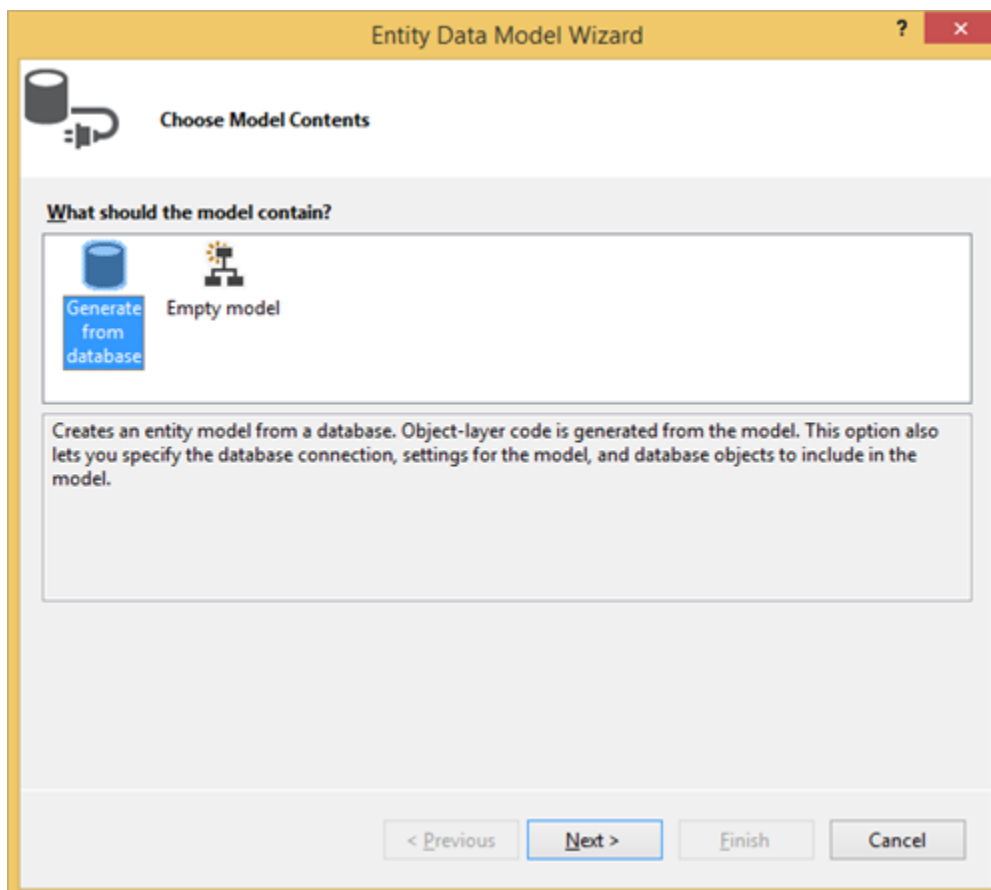 Entity Data Model Wizard
?
Choose Model Contents
What should the model contain?
Generate
from
database
Empty model
Creates an entity model from a database. Object-layer code is generated from the model. This option also
lets you specify the database connection, settings for the model, and database objects to include in the
model.
< Previous
Next >
Finish
Cancel